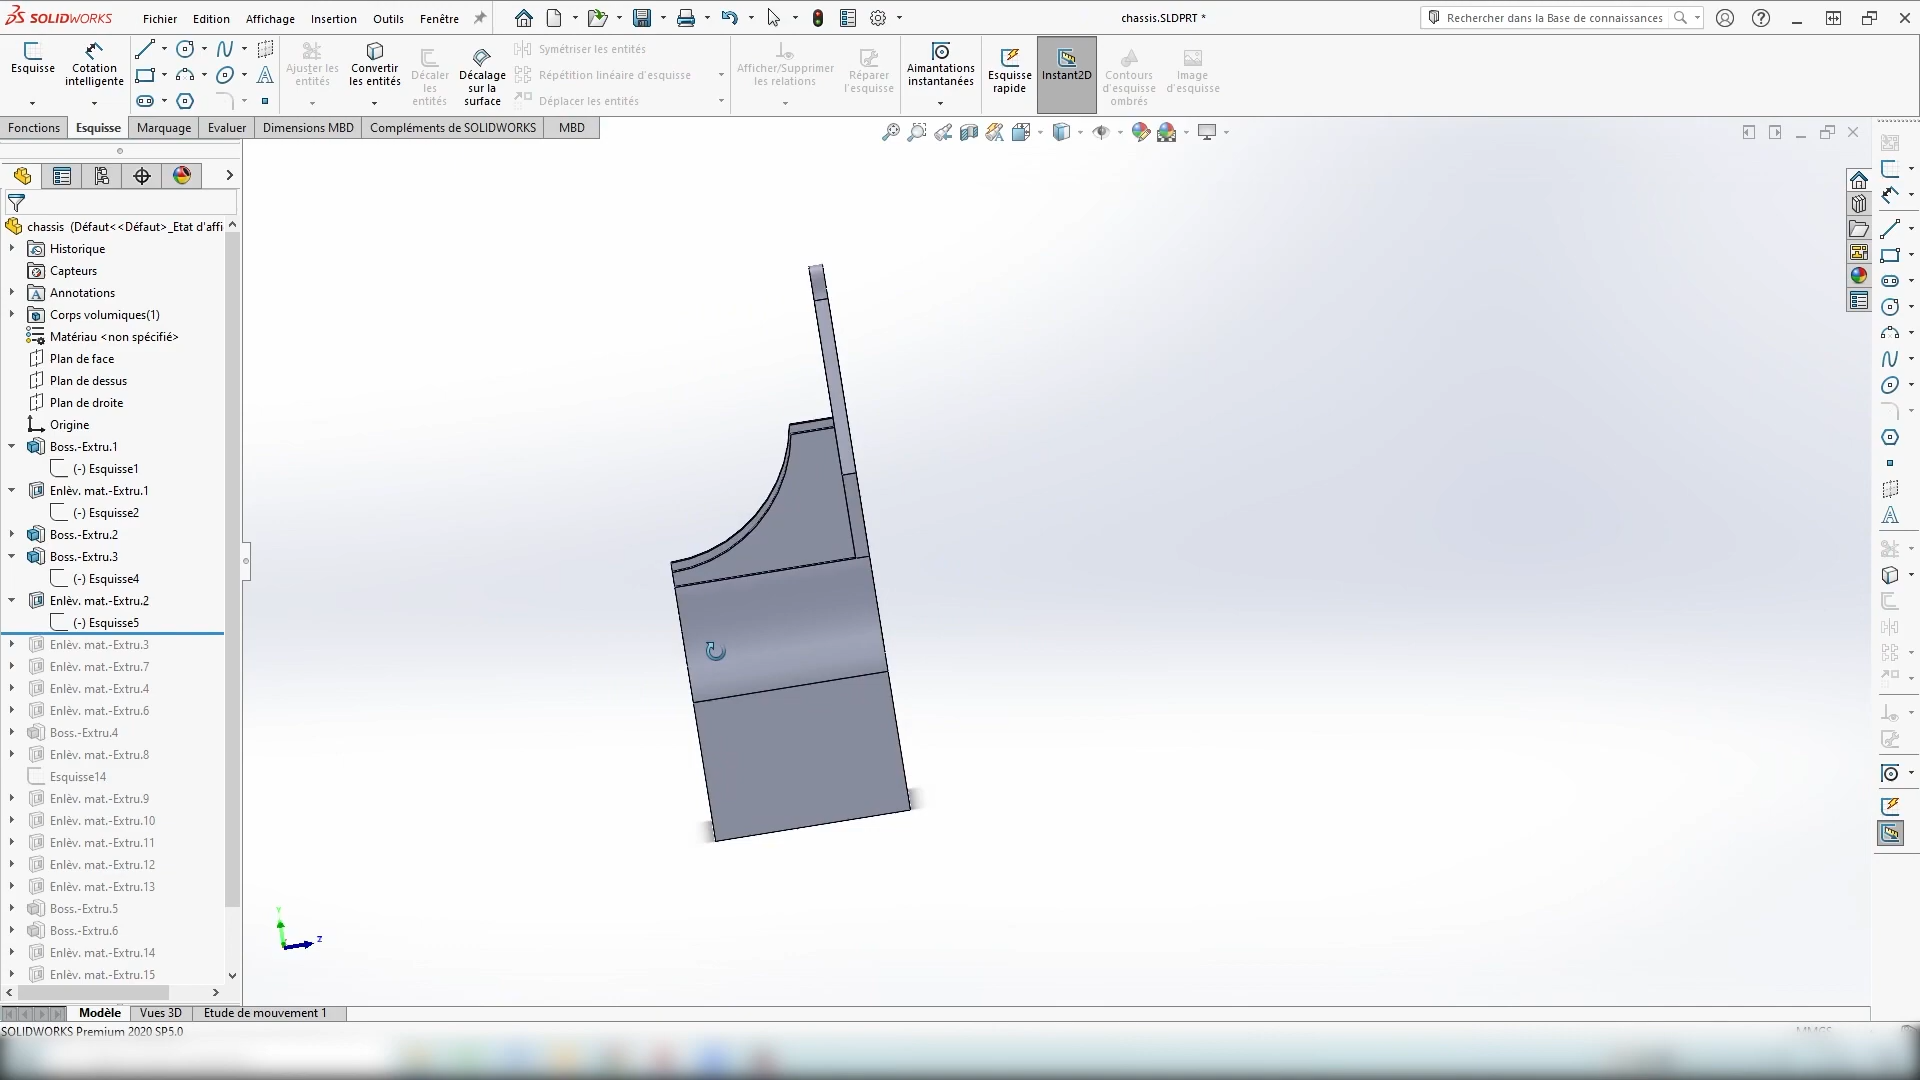 SOLIDWORKS
Fichier Edition Affichage Insertion Outils Fenêtre
chassis.SLDPRT *
Rechercher dans la Base de connaissances
Esquisse
Cotation intelligente
Ajuster les entités
Convertir les entités
Décaler les entités
Décalage sur la surface
Symétriser les entités
Répétition linéaire d'esquisse
Déplacer les entités
Afficher/Supprimer les relations
Réparer l'esquisse
Aimantations instantanées
Esquisse rapide
Instant2D
Contours d'esquisse ombrés
Image d'esquisse
Fonctions Esquisse Marquage Evaluer Dimensions MBD Compléments de SOLIDWORKS MBD
chassis (Défaut<<Défaut>_Etat d'affi
Historique
Capteurs
Annotations
Corps volumiques(1)
Matériau <non spécifié>
Plan de face
Plan de dessus
Plan de droite
Origine
Boss.-Extru.1
(-) Esquisse1
Enlèv. mat.-Extru.1
(-) Esquisse2
Boss.-Extru.2
Boss.-Extru.3
(-) Esquisse4
Enlèv. mat.-Extru.2
(-) Esquisse5
Enlèv. mat.-Extru.3
Enlèv. mat.-Extru.7
Enlèv. mat.-Extru.4
Enlèv. mat.-Extru.6
Boss.-Extru.4
Enlèv. mat.-Extru.8
Esquisse14
Enlèv. mat.-Extru.9
Enlèv. mat.-Extru.10
Enlèv. mat.-Extru.11
Enlèv. mat.-Extru.12
Enlèv. mat.-Extru.13
Boss.-Extru.5
Boss.-Extru.6
Enlèv. mat.-Extru.14
Enlèv. mat.-Extru.15
Y
Z
Modèle Vues 3D Etude de mouvement 1
SOLIDWORKS Premium 2020 SP5.0